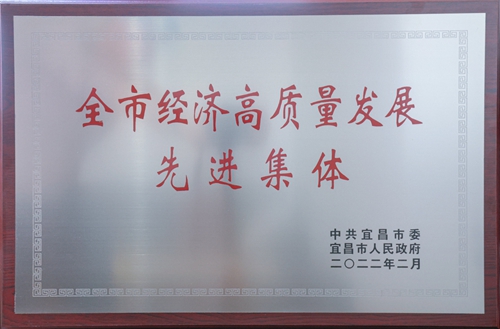 全市经济高质量发展
先进集体
中共宜昌市委
宜昌市人民政府
二〇二二年二月